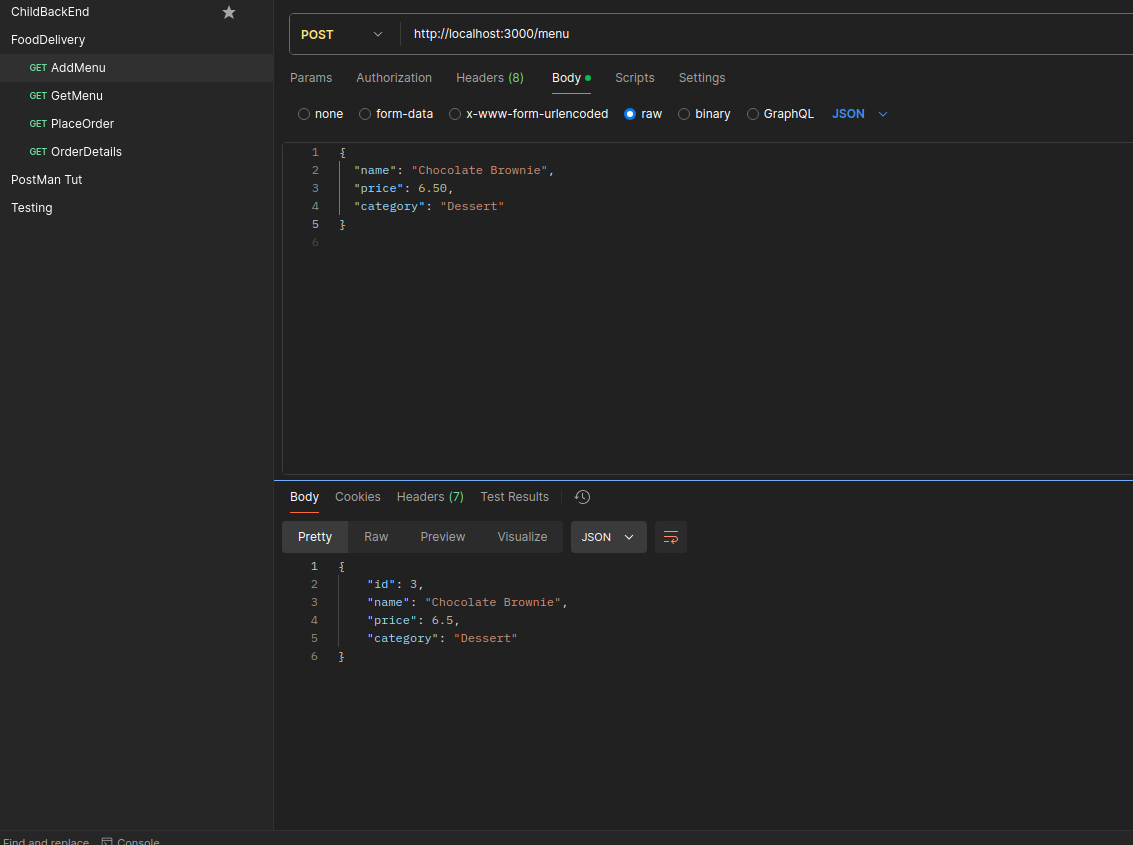 ChildBackEnd
FoodDelivery
GET AddMenu
GET GetMenu
GET PlaceOrder
GET OrderDetails
PostMan Tut
Testing
POST http://localhost:3000/menu
Params Authorization Headers (8) Body Scripts Settings
none form-data x-www-form-urlencoded raw binary GraphQL JSON
1 {
2 "name": "Chocolate Brownie",
3 "price": 6.50,
4 "category": "Dessert"
5 }
6
Body Cookies Headers (7) Test Results
Pretty Raw Preview Visualize JSON
1 {
2 "id": 3,
3 "name": "Chocolate Brownie",
4 "price": 6.5,
5 "category": "Dessert"
6 }
Find and replace Console